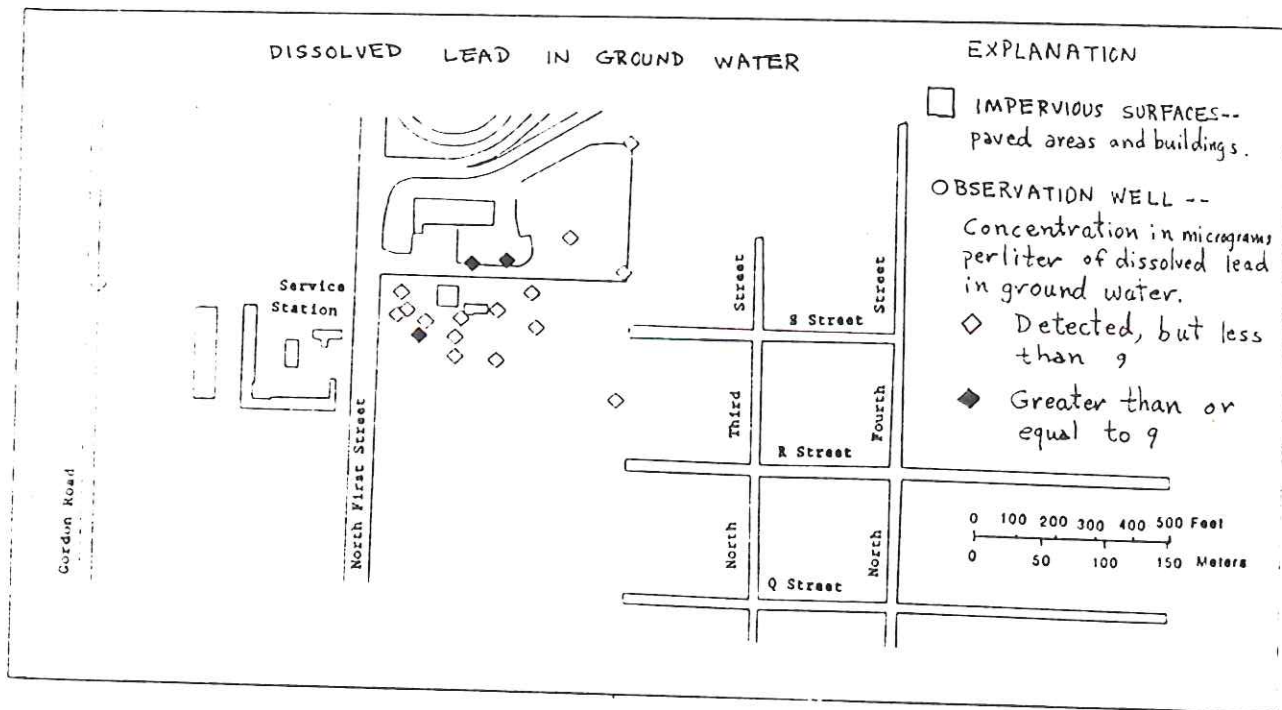 DISSOLVED LEAD IN GROUND WATER
EXPLANATION
IMPERVIOUS SURFACES--
paved areas and buildings.
OBSERVATION WELL --
Concentration in micrograms
per liter of dissolved lead
in ground water.
Detected, but less
than 9
Greater than or
equal to 9
Service
Station
Gordon Road
North First Street
Street
Third
North
Street
Fourth
North
S Street
R Street
Q Street
0 100 200 300 400 500 Feet
0 50 100 150 Meters